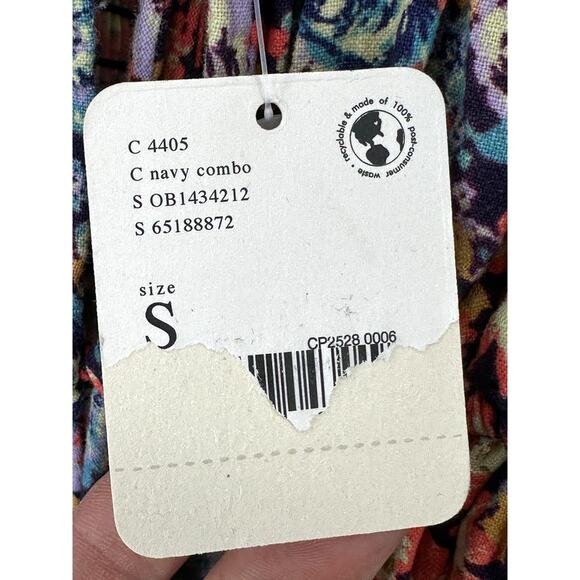 C 4405
C navy combo
S OB1434212
S 65188872
recyclable & made of 100% post-consumer waste •
size
S
CP2528 0006